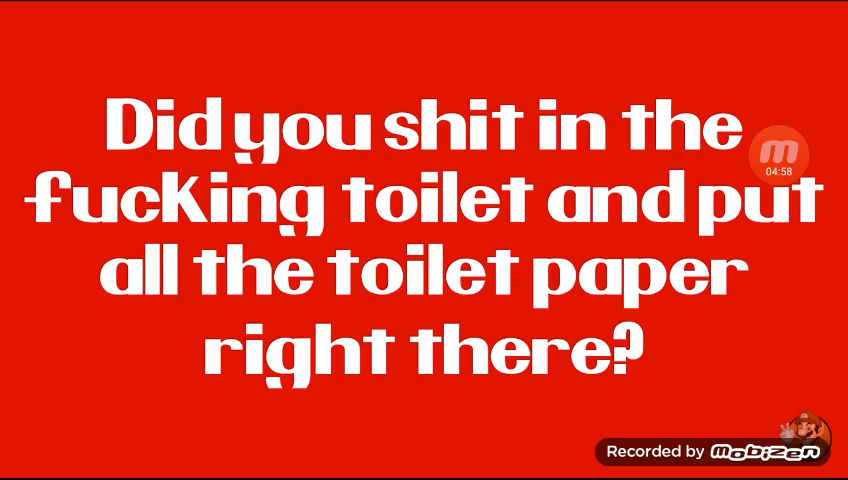 Did you shit in the
fucking toilet and put
all the toilet paper
right there?
04:58
Recorded by mobizen